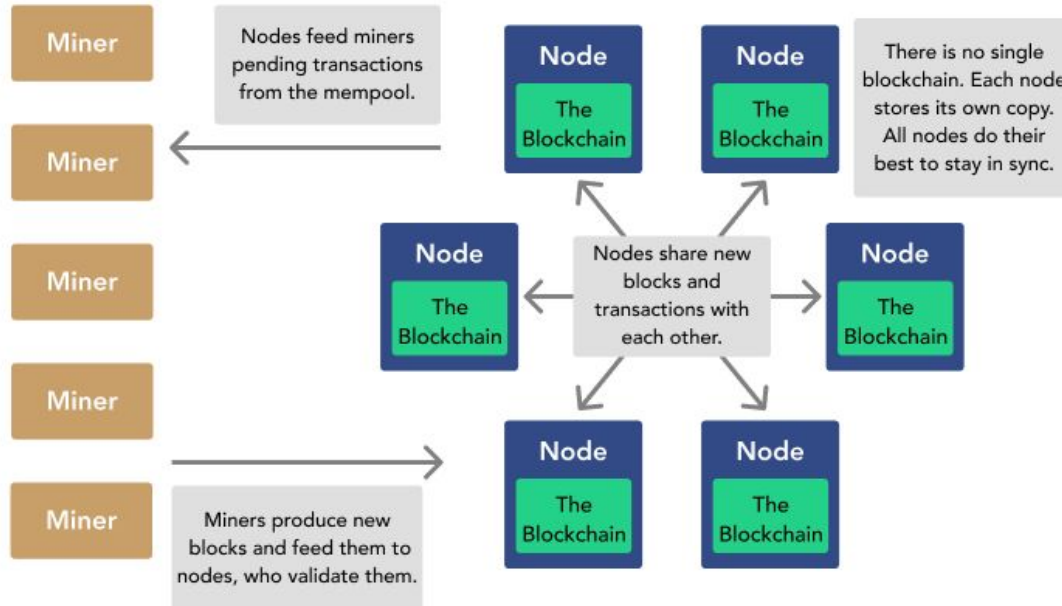 Miner
Miner
Miner
Miner
Miner
Nodes feed miners
pending transactions
from the mempool.
Node
The
Blockchain
Node
The
Blockchain
There is no single
blockchain. Each node
stores its own copy.
All nodes do their
best to stay in sync.
Node
The
Blockchain
Nodes share new
blocks and
transactions with
each other.
Node
The
Blockchain
Node
The
Blockchain
Node
The
Blockchain
Miners produce new
blocks and feed them to
nodes, who validate them.